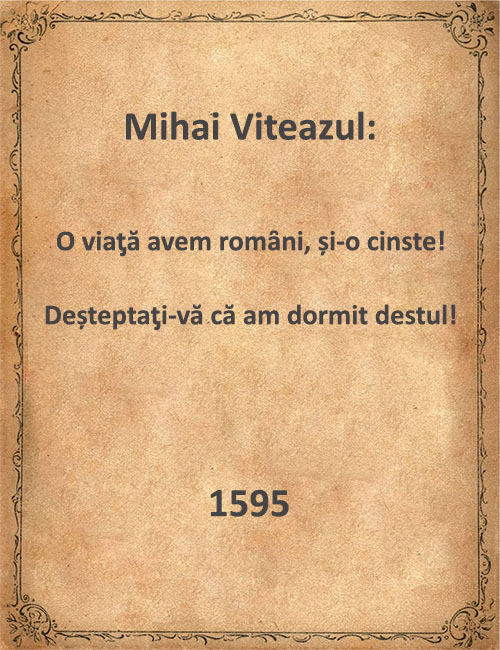 Mihai Viteazul:
O viaţă avem români, și-o cinste!
Deșteptaţi-vă că am dormit destul!
1595